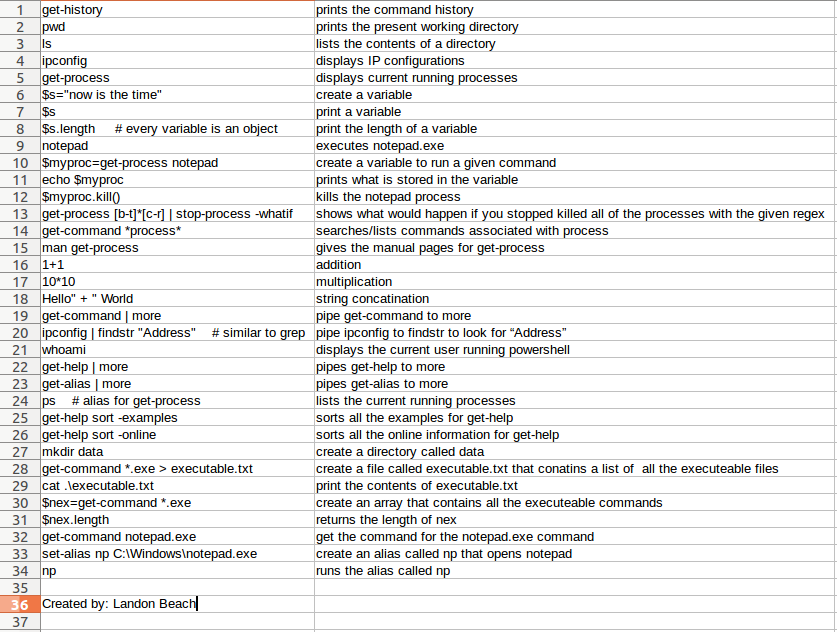 1 get-history prints the command history
2 pwd prints the present working directory
3 ls lists the contents of a directory
4 ipconfig displays IP configurations
5 get-process displays current running processes
6 $s="now is the time" create a variable
7 $s print a variable
8 $s.length # every variable is an object print the length of a variable
9 notepad executes notepad.exe
10 $myproc=get-process notepad create a variable to run a given command
11 echo $myproc prints what is stored in the variable
12 $myproc.kill() kills the notepad process
13 get-process [b-t]*[c-r] | stop-process -whatif shows what would happen if you stopped killed all of the processes with the given regex
14 get-command *process* searches/lists commands associated with process
15 man get-process gives the manual pages for get-process
16 1+1 addition
17 10*10 multiplication
18 Hello" + " World string concatination
19 get-command | more pipe get-command to more
20 ipconfig | findstr "Address" # similar to grep pipe ipconfig to findstr to look for “Address”
21 whoami displays the current user running powershell
22 get-help | more pipes get-help to more
23 get-alias | more pipes get-alias to more
24 ps # alias for get-process lists the current running processes
25 get-help sort -examples sorts all the examples for get-help
26 get-help sort -online sorts all the online information for get-help
27 mkdir data create a directory called data
28 get-command *.exe > executable.txt create a file called executable.txt that conatins a list of all the executeable files
29 cat .\executable.txt print the contents of executable.txt
30 $nex=get-command *.exe create an array that contains all the executeable commands
31 $nex.length returns the length of nex
32 get-command notepad.exe get the command for the notepad.exe command
33 set-alias np C:\Windows\notepad.exe create an alias called np that opens notepad
34 np runs the alias called np
35
36 Created by: Landon Beach
37